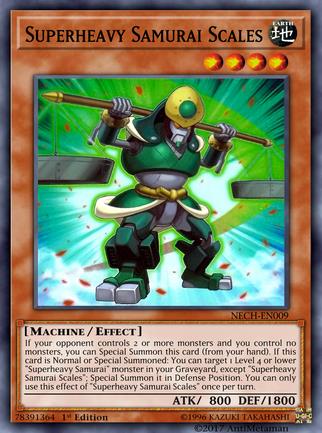 SUPERHEAVY SAMURAI SCALES
EARTH
地
NECH-EN009
[MACHINE / EFFECT]
If your opponent controls 2 or more monsters and you control no
monsters, you can Special Summon this card (from your hand). If this
card is Normal or Special Summoned: You can target 1 Level 4 or lower
"Superheavy Samurai" monster in your Graveyard, except "Superheavy
Samurai Scales"; Special Summon it in Defense Position. You can only
use this effect of "Superheavy Samurai Scales" once per turn.
ATK/ 800 DEF/1800
78391364 1st Edition ©1996 KAZUKI TAKAHASHI
©2017 AntiMetaman